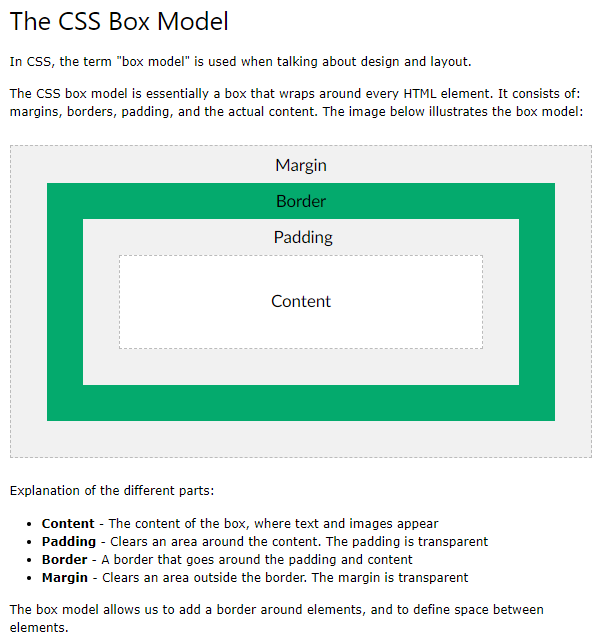 The CSS Box Model
In CSS, the term "box model" is used when talking about design and layout.
The CSS box model is essentially a box that wraps around every HTML element. It consists of:
margins, borders, padding, and the actual content. The image below illustrates the box model:
Margin
Border
Padding
Content
Explanation of the different parts:
• Content - The content of the box, where text and images appear
• Padding - Clears an area around the content. The padding is transparent
• Border - A border that goes around the padding and content
• Margin - Clears an area outside the border. The margin is transparent
The box model allows us to add a border around elements, and to define space between
elements.